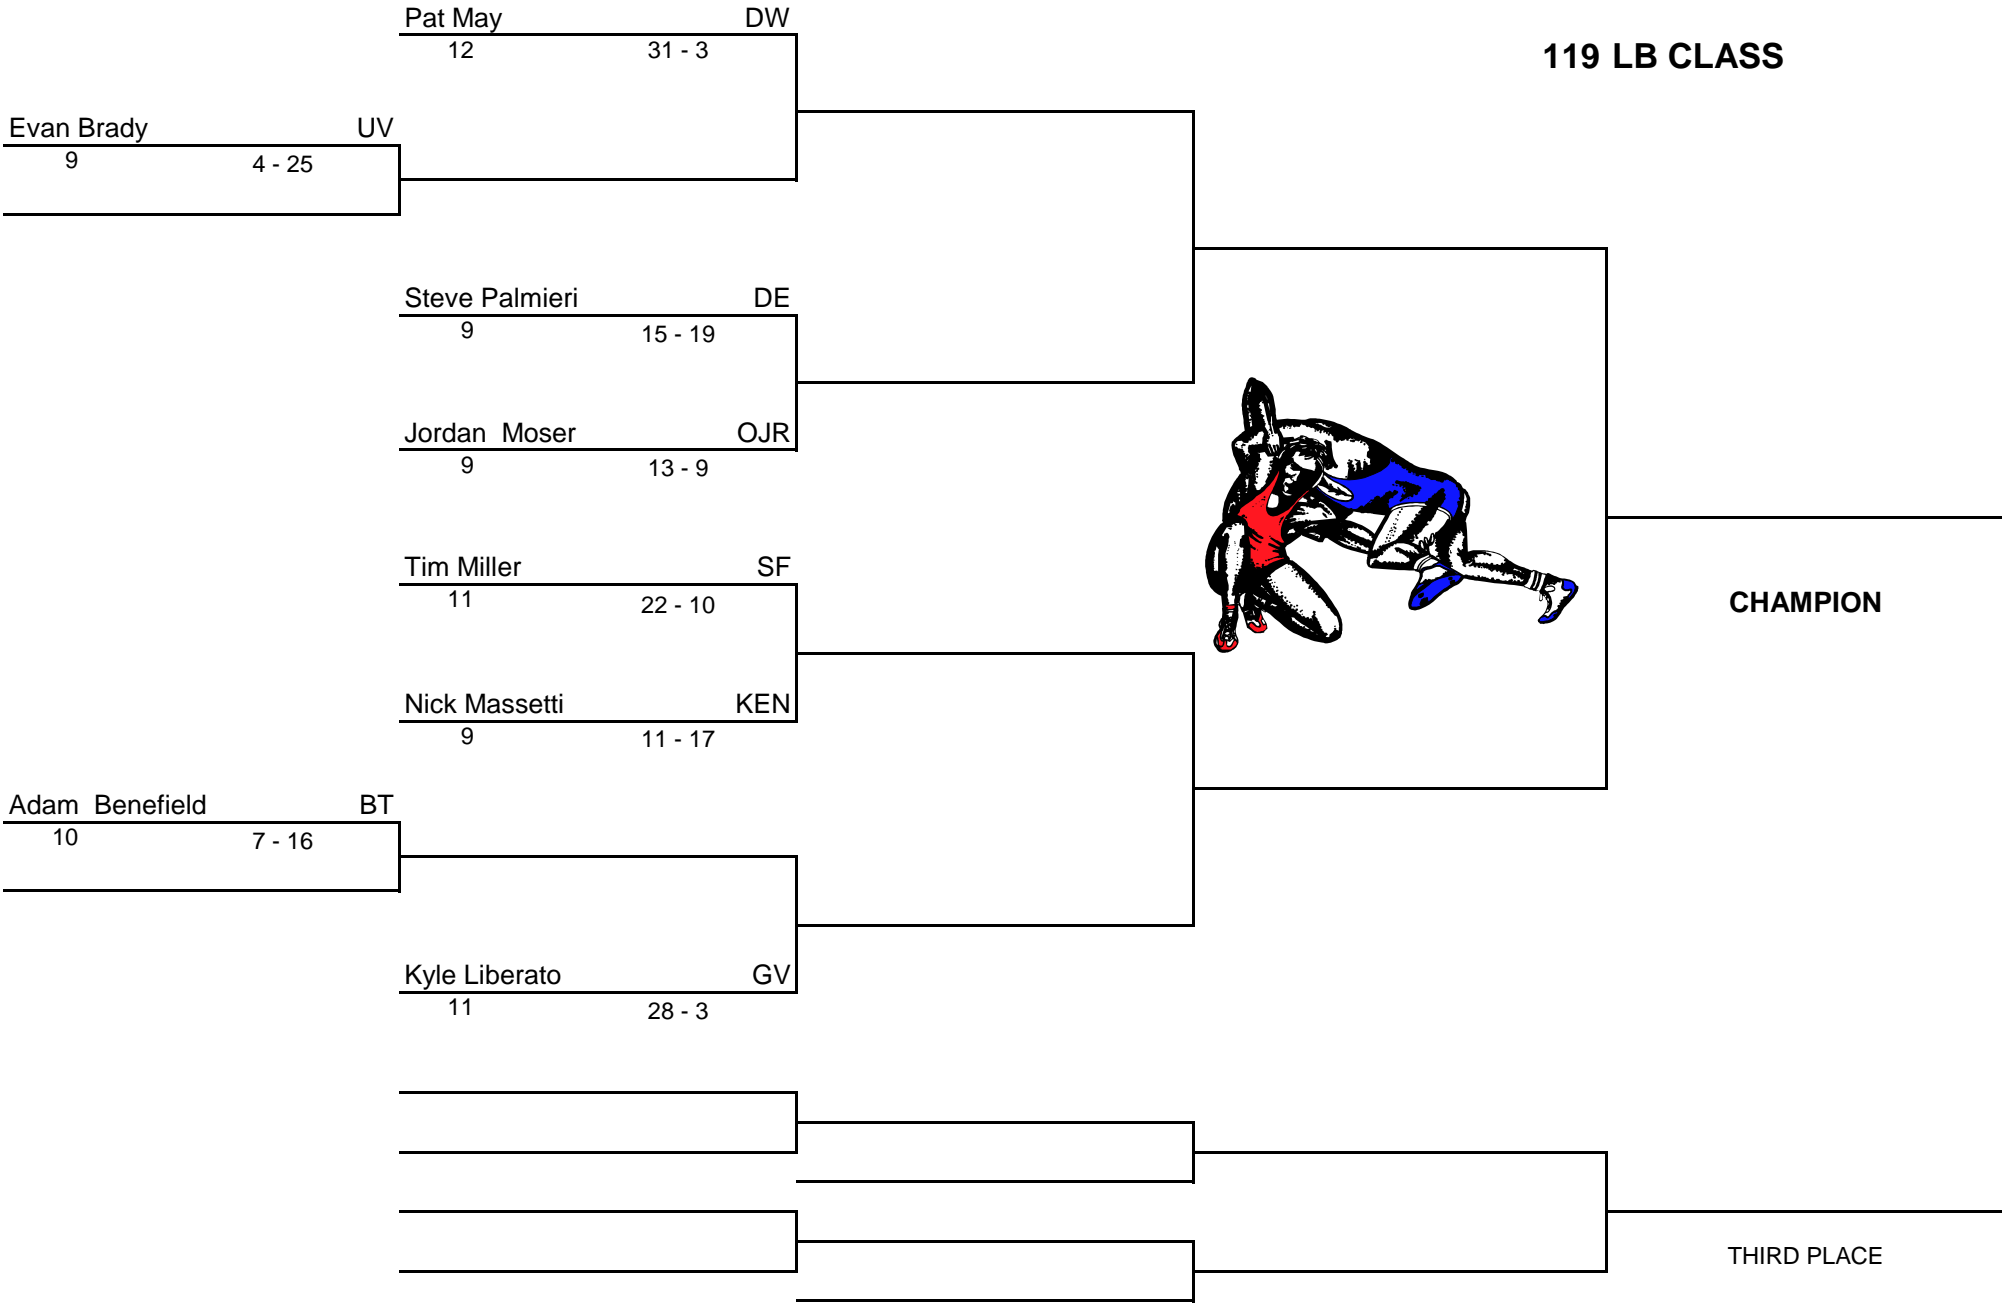 Pat May DW
12 31 - 3
119 LB CLASS
Evan Brady UV
9 4 - 25
Steve Palmieri DE
9 15 - 19
Jordan  Moser OJR
9 13 - 9
Tim Miller SF
11 22 - 10
CHAMPION
Nick Massetti KEN
9 11 - 17
Adam  Benefield BT
10 7 - 16
Kyle Liberato GV
11 28 - 3
THIRD PLACE